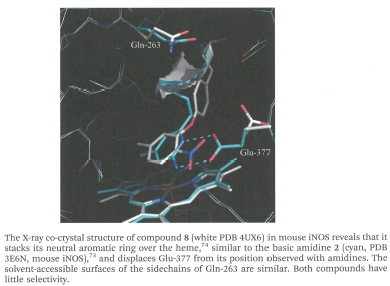 Gln-263
Glu-377
The X-ray co-crystal structure of compound 8 (white PDB 4UX6) in mouse iNOS reveals that it
stacks its neutral aromatic ring over the heme,⁷⁴ similar to the basic amidine 2 (cyan, PDB
3E6N, mouse iNOS),⁷³ and displaces Glu-377 from its position observed with amidines. The
solvent-accessible surfaces of the sidechains of Gln-263 are similar. Both compounds have
little selectivity.